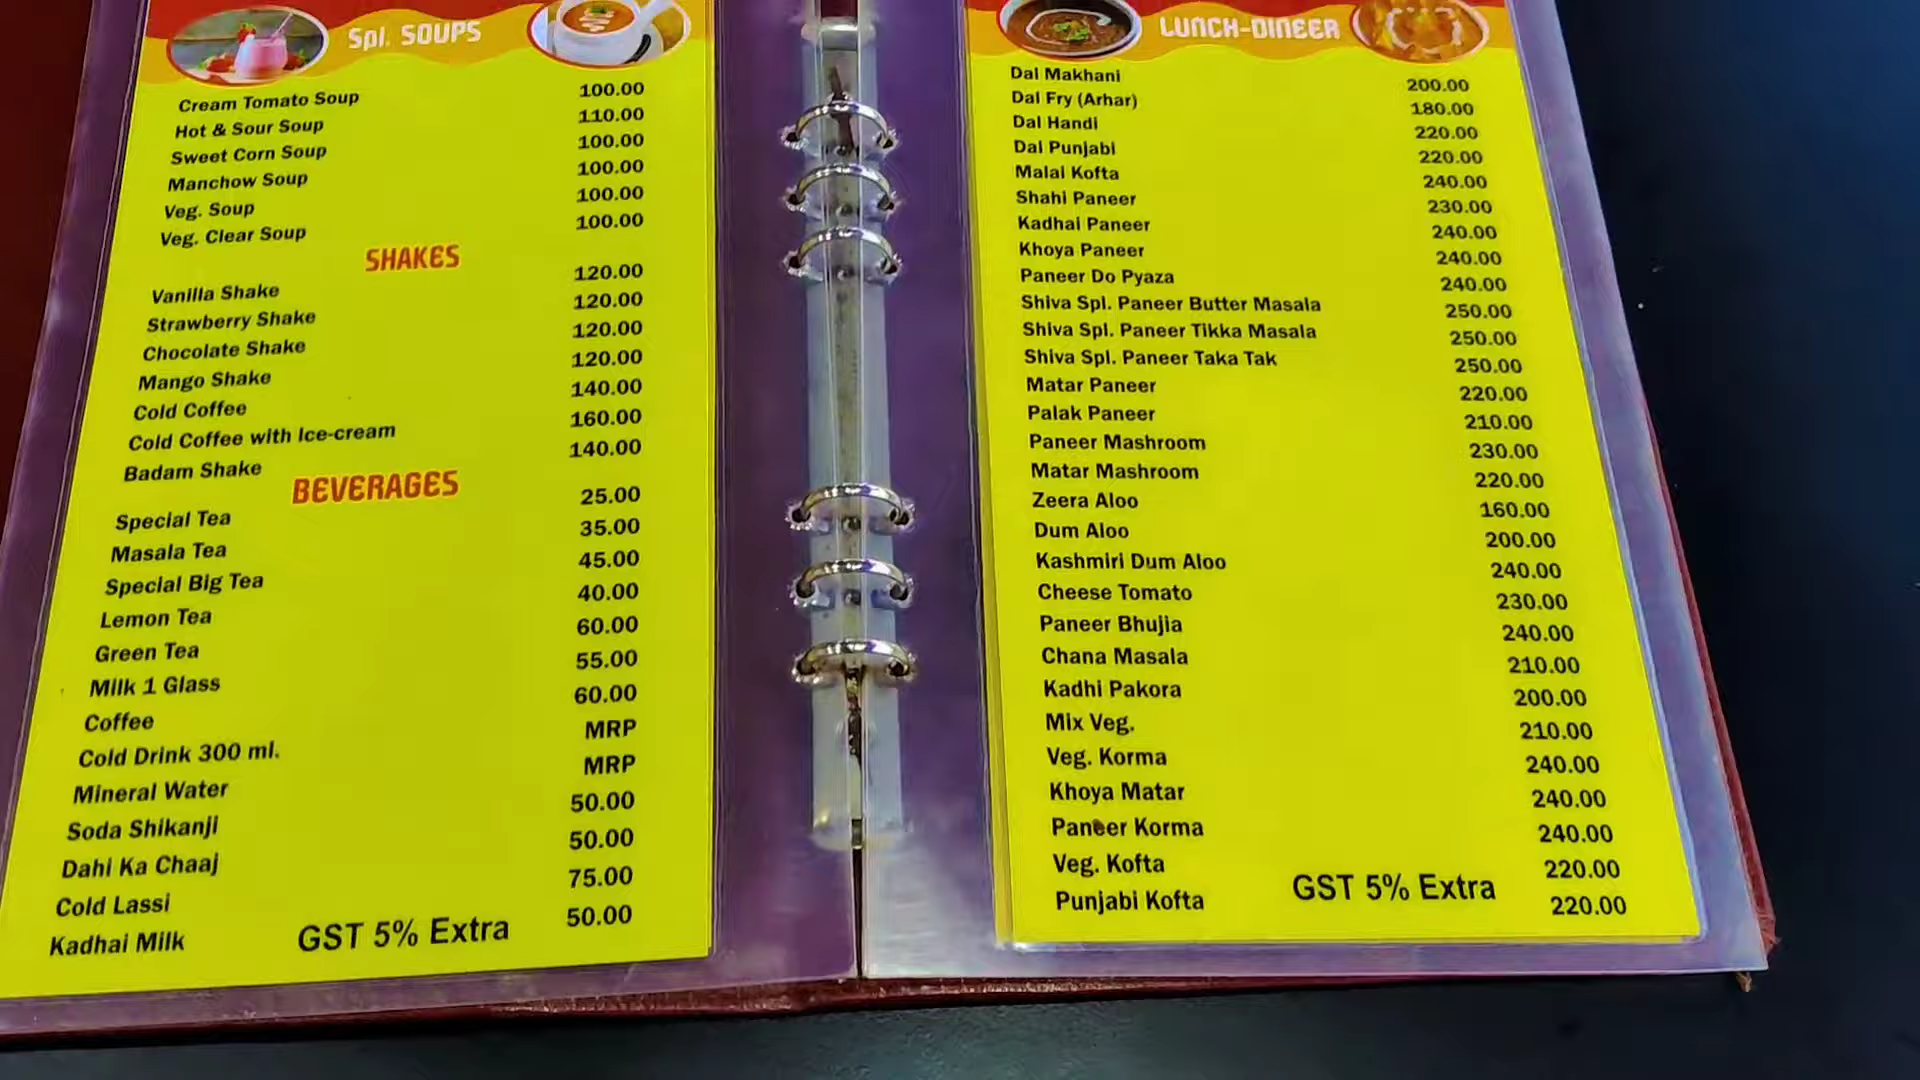 Spl. SOUPS
Cream Tomato Soup 100.00
Hot & Sour Soup 110.00
Sweet Corn Soup 100.00
Manchow Soup 100.00
Veg. Soup 100.00
Veg. Clear Soup 100.00
SHAKES
Vanilla Shake 120.00
Strawberry Shake 120.00
Chocolate Shake 120.00
Mango Shake 120.00
Cold Coffee 140.00
Cold Coffee with Ice-cream 160.00
Badam Shake 140.00
BEVERAGES
Special Tea 25.00
Masala Tea 35.00
Special Big Tea 45.00
Lemon Tea 40.00
Green Tea 60.00
Milk 1 Glass 55.00
Coffee 60.00
Cold Drink 300 ml. MRP
Mineral Water MRP
Soda Shikanji 50.00
Dahi Ka Chaaj 50.00
Cold Lassi 75.00
Kadhai Milk 50.00
GST 5% Extra
LUNCH-DINEER
Dal Makhani 200.00
Dal Fry (Arhar) 180.00
Dal Handi 220.00
Dal Punjabi 220.00
Malai Kofta 240.00
Shahi Paneer 230.00
Kadhai Paneer 240.00
Khoya Paneer 240.00
Paneer Do Pyaza 240.00
Shiva Spl. Paneer Butter Masala 250.00
Shiva Spl. Paneer Tikka Masala 250.00
Shiva Spl. Paneer Taka Tak 250.00
Matar Paneer 220.00
Palak Paneer 210.00
Paneer Mashroom 230.00
Matar Mashroom 220.00
Zeera Aloo 160.00
Dum Aloo 200.00
Kashmiri Dum Aloo 240.00
Cheese Tomato 230.00
Paneer Bhujia 240.00
Chana Masala 210.00
Kadhi Pakora 200.00
Mix Veg. 210.00
Veg. Korma 240.00
Khoya Matar 240.00
Paneer Korma 240.00
Veg. Kofta 220.00
Punjabi Kofta 220.00
GST 5% Extra